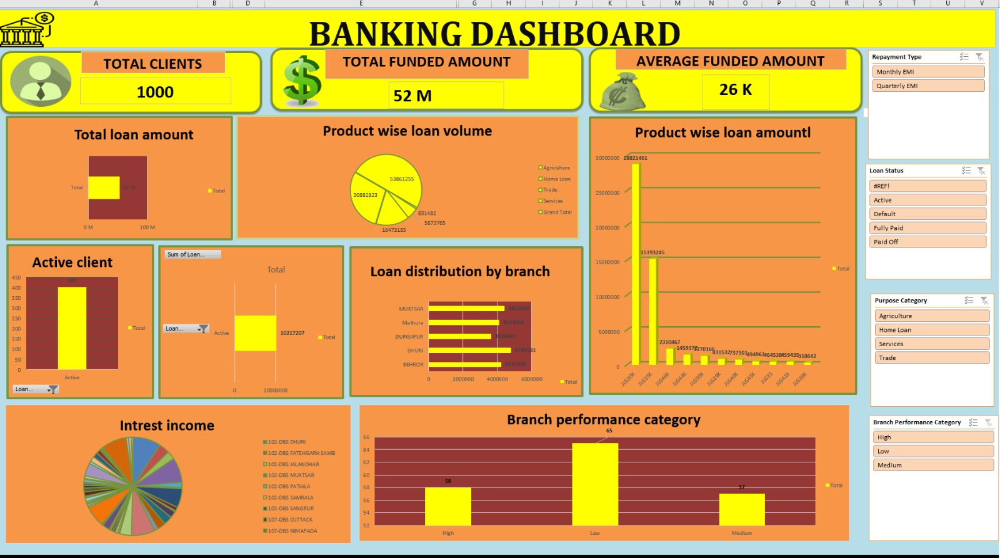 A B D E G H I J K L M N O P Q R S T U V
BANKING DASHBOARD
TOTAL CLIENTS
1000
TOTAL FUNDED AMOUNT
52 M
AVERAGE FUNDED AMOUNT
26 K
Repayment Type
Monthly EMI
Quarterly EMI
Total loan amount
Total
52 M
Total
0 M 100 M
Product wise loan volume
53861255
30882823
831482
5673765
16473185
Agriculture
Home Loan
Trade
Services
Grand Total
Product wise loan amountl
30000000
25000000
20000000
15000000
10000000
5000000
0
28821461
15193245
2310467
1459372
1270166
831532
737301
494962
464538
459435
318642
JLG30K
JLG35K
JLG46K
JLG44K
JLG50K
JLG29K
JLG40K
JLG45K
JLG35
JLG41K
JLG39K
Total
Loan Status
#REF!
Active
Default
Fully Paid
Paid Off
Active client
450
400
350
300
250
200
150
100
50
0
402
Active
Total
Loan...
Sum of Loan...
Total
Loan...
Active
10217207
Total
0 10000000
Loan distribution by branch
MUKTSAR
Mathura
DURGAPUR
DHURI
BEHROR
0 2000000 4000000 6000000
Total
Purpose Category
Agriculture
Home Loan
Services
Trade
Intrest income
102-DBS DHURI
102-DBS FATEHGARH SAHIB
102-DBS JALANDHAR
102-DBS MUKTSAR
102-DBS PATIALA
102-DBS SAMRALA
102-DBS SANGRUR
107-DBS CUTTACK
107-DBS NIMAPADA
Branch performance category
66
64
62
60
58
56
54
52
58
65
57
High Low Medium
Total
Branch Performance Category
High
Low
Medium